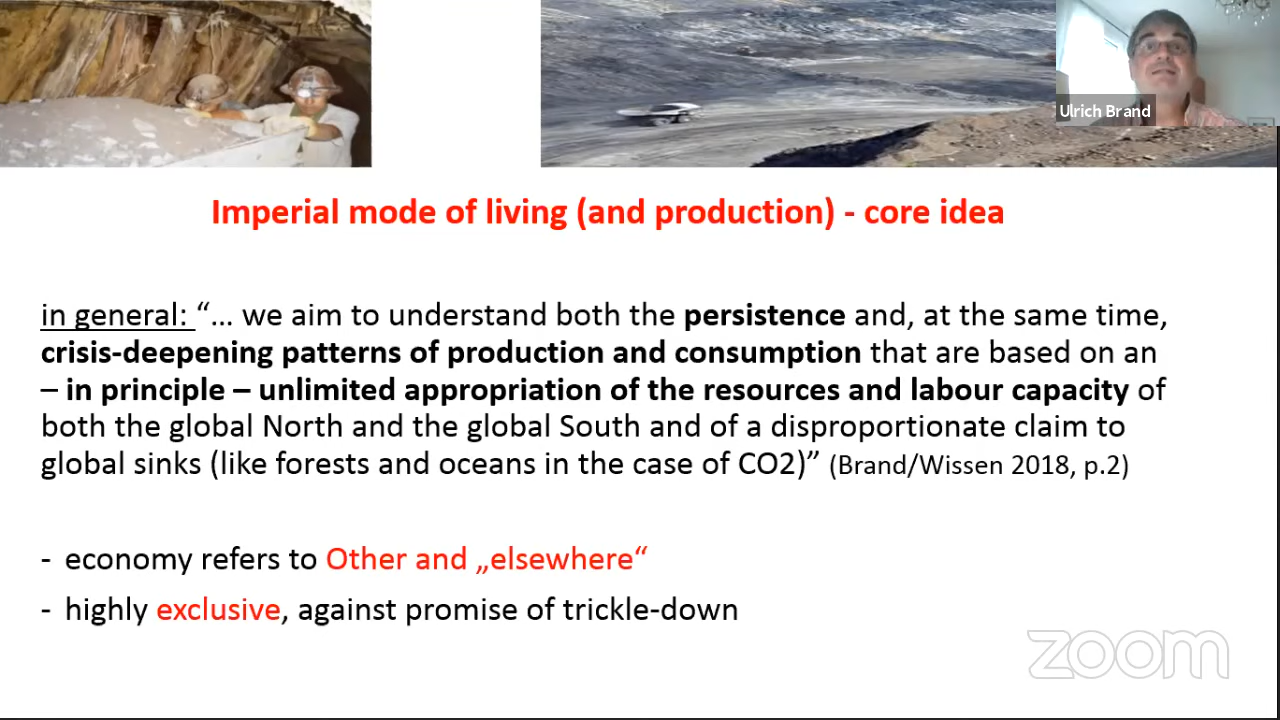 Ulrich Brand
Imperial mode of living (and production) - core idea
in general: “… we aim to understand both the persistence and, at the same time,
crisis-deepening patterns of production and consumption that are based on an
– in principle – unlimited appropriation of the resources and labour capacity of
both the global North and the global South and of a disproportionate claim to
global sinks (like forests and oceans in the case of CO2)” (Brand/Wissen 2018, p.2)
- economy refers to Other and „elsewhere“
- highly exclusive, against promise of trickle-down
zoom